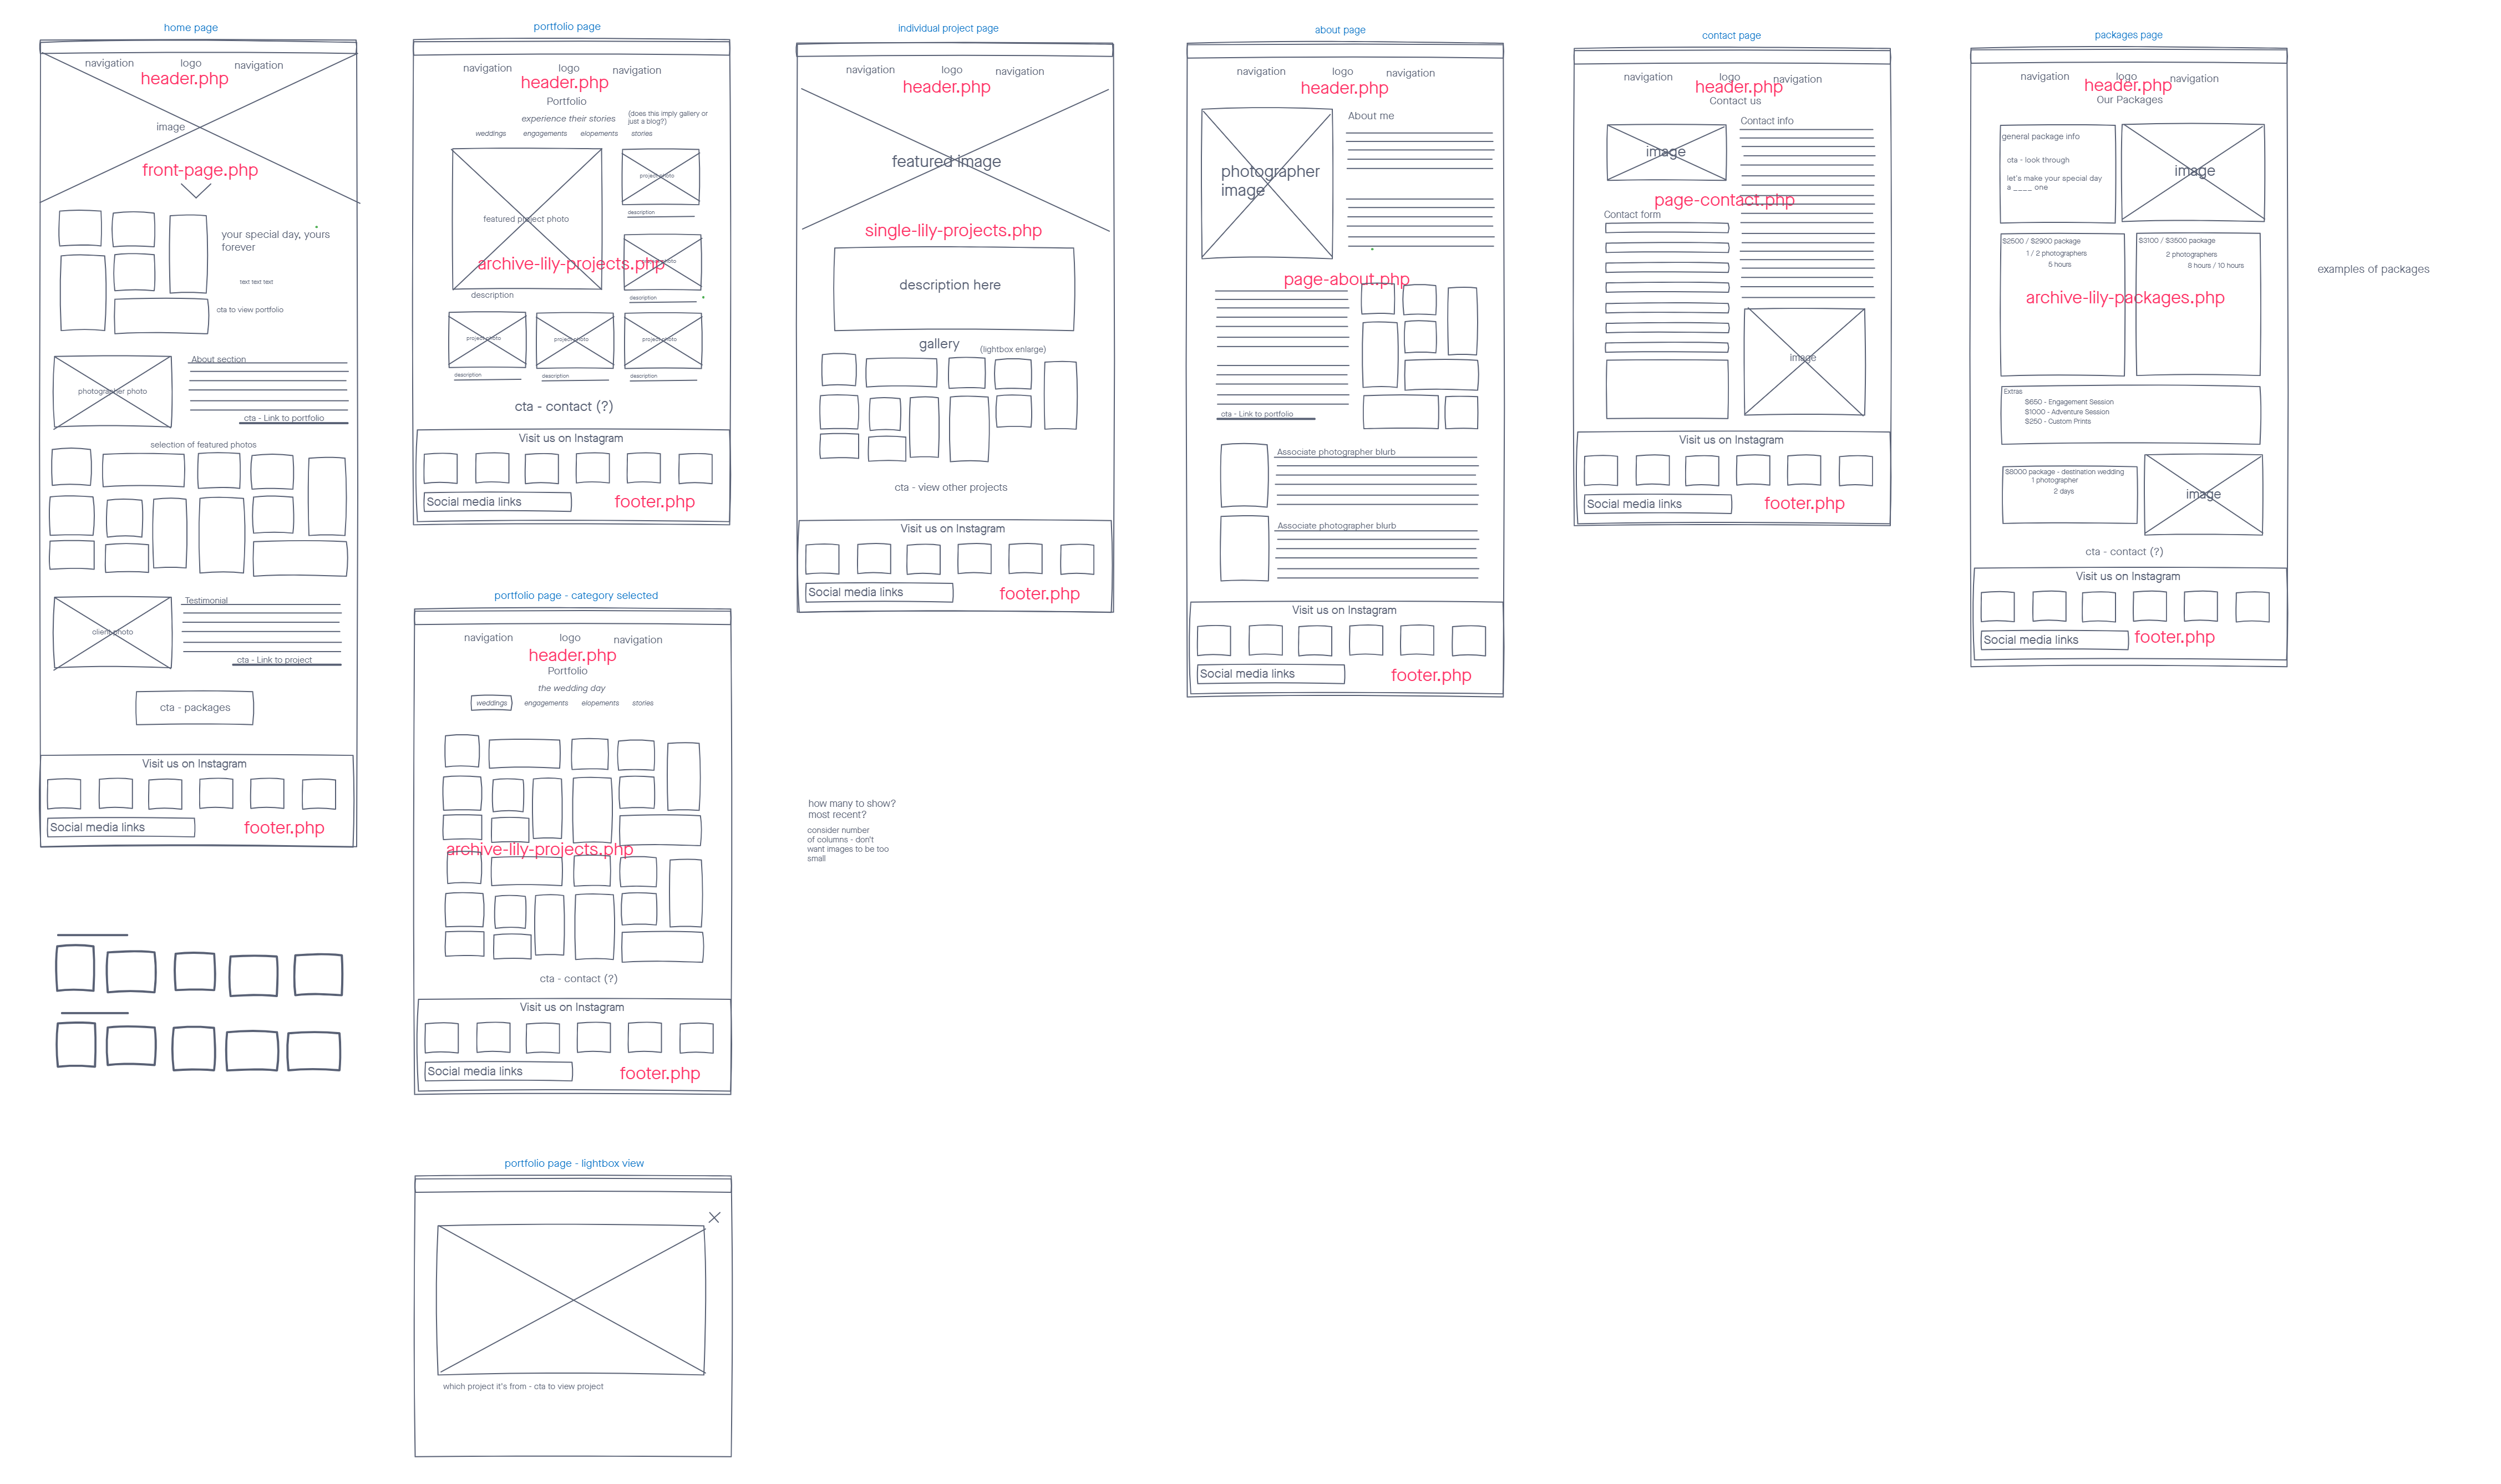 home page
navigation
logo
navigation
header.php
image
front-page.php
your special day, yours
forever
text text text
cta to view portfolio
About section
photographer photo
cta - Link to portfolio
selection of featured photos
Testimonial
client photo
cta - Link to project
cta - packages
Visit us on Instagram
Social media links
footer.php
portfolio page
navigation
logo
navigation
header.php
Portfolio
experience their stories
(does this imply gallery or
just a blog?)
weddings
engagements
elopements
stories
project photo
description
featured project photo
archive-lily-projects.php
project photo
description
description
project photo
project photo
project photo
description
description
description
cta - contact (?)
Visit us on Instagram
Social media links
footer.php
portfolio page - category selected
navigation
logo
navigation
header.php
Portfolio
the wedding day
weddings
engagements
elopements
stories
archive-lily-projects.php
cta - contact (?)
Visit us on Instagram
Social media links
footer.php
portfolio page - lightbox view
which project it's from - cta to view project
individual project page
navigation
logo
navigation
header.php
featured image
single-lily-projects.php
description here
gallery
(lightbox enlarge)
cta - view other projects
Visit us on Instagram
Social media links
footer.php
how many to show?
most recent?
consider number
of columns - don't
want images to be too
small
about page
navigation
logo
navigation
header.php
About me
photographer
image
page-about.php
cta - Link to portfolio
Associate photographer blurb
Associate photographer blurb
Visit us on Instagram
Social media links
footer.php
contact page
navigation
logo
navigation
header.php
Contact us
Contact info
image
page-contact.php
Contact form
image
Visit us on Instagram
Social media links
footer.php
packages page
navigation
logo
navigation
header.php
Our Packages
general package info
cta - look through
let's make your special day
a ____ one
image
$2500 / $2900 package
1 / 2 photographers
5 hours
$3100 / $3500 package
2 photographers
8 hours / 10 hours
archive-lily-packages.php
Extras
$650 - Engagement Session
$1000 - Adventure Session
$250 - Custom Prints
$8000 package - destination wedding
1 photographer
2 days
image
cta - contact (?)
Visit us on Instagram
Social media links
footer.php
examples of packages